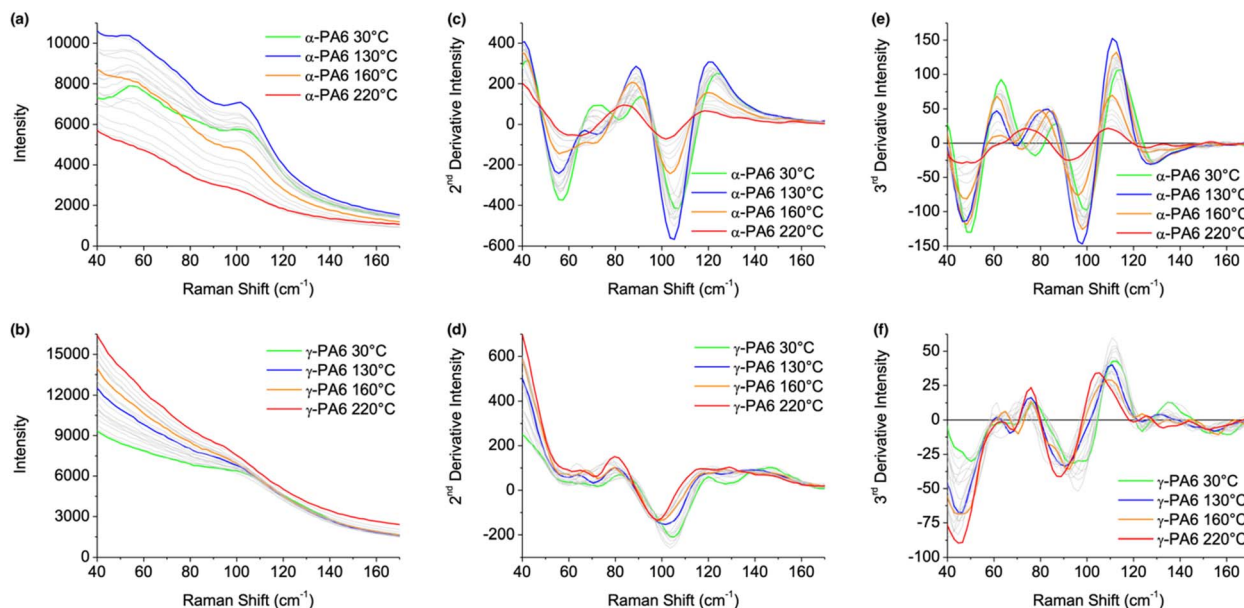 (a)
α-PA6 30°C
α-PA6 130°C
α-PA6 160°C
α-PA6 220°C
10000
8000
6000
4000
2000
0
Intensity
40 60 80 100 120 140 160
Raman Shift (cm⁻¹)
(c)
400
200
0
-200
-400
-600
2nd Derivative Intensity
α-PA6 30°C
α-PA6 130°C
α-PA6 160°C
α-PA6 220°C
40 60 80 100 120 140 160
Raman Shift (cm⁻¹)
(e)
150
100
50
0
-50
-100
-150
3rd Derivative Intensity
α-PA6 30°C
α-PA6 130°C
α-PA6 160°C
α-PA6 220°C
40 60 80 100 120 140 160
Raman Shift (cm⁻¹)
(b)
γ-PA6 30°C
γ-PA6 130°C
γ-PA6 160°C
γ-PA6 220°C
15000
12000
9000
6000
3000
0
Intensity
40 60 80 100 120 140 160
Raman Shift (cm⁻¹)
(d)
γ-PA6 30°C
γ-PA6 130°C
γ-PA6 160°C
γ-PA6 220°C
600
400
200
0
-200
2nd Derivative Intensity
40 60 80 100 120 140 160
Raman Shift (cm⁻¹)
(f)
50
25
0
-25
-50
-75
-100
3rd Derivative Intensity
γ-PA6 30°C
γ-PA6 130°C
γ-PA6 160°C
γ-PA6 220°C
40 60 80 100 120 140 160
Raman Shift (cm⁻¹)